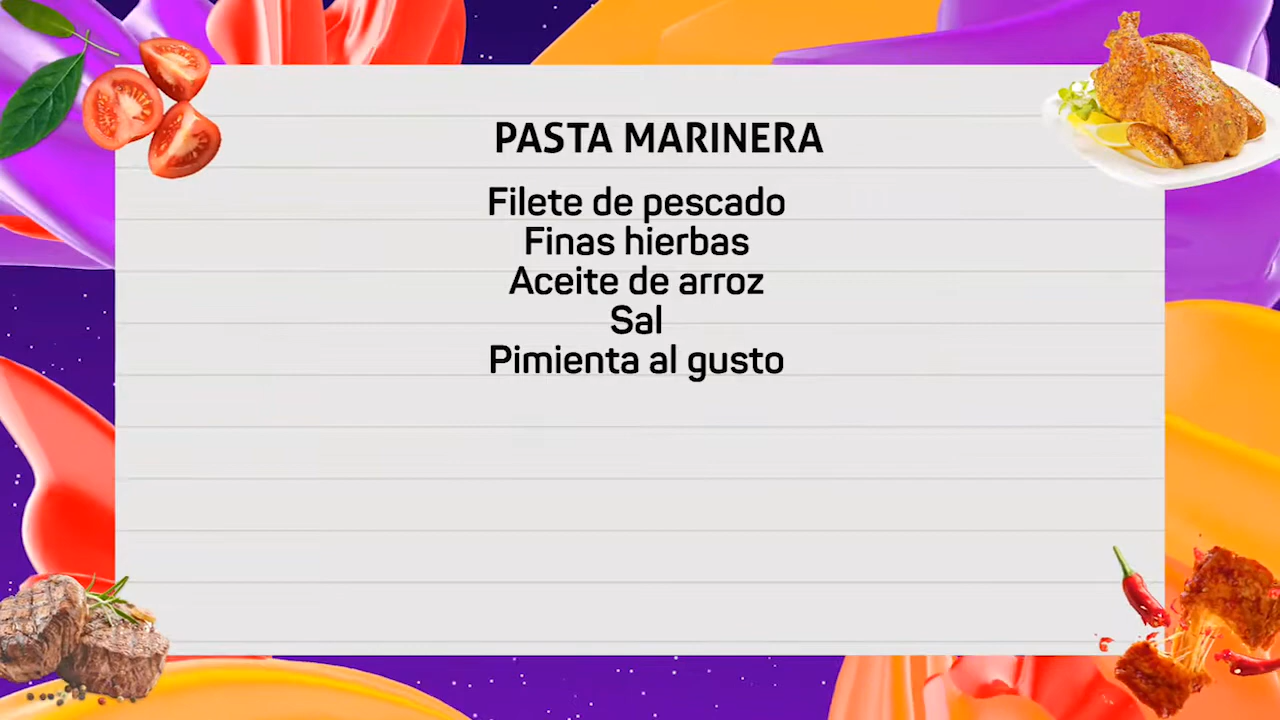 PASTA MARINERA
Filete de pescado
Finas hierbas
Aceite de arroz
Sal
Pimienta al gusto